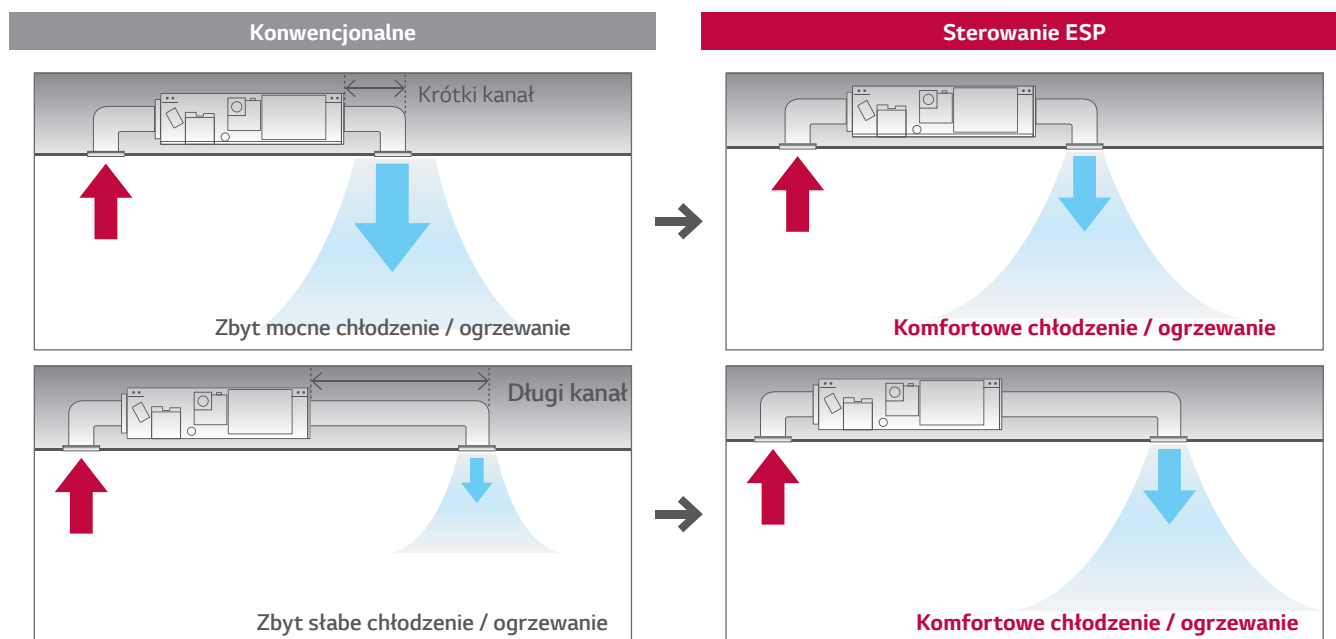 Konwencjonalne
Sterowanie ESP
Krótki kanał
Zbyt mocne chłodzenie / ogrzewanie
Komfortowe chłodzenie / ogrzewanie
Długi kanał
Zbyt słabe chłodzenie / ogrzewanie
Komfortowe chłodzenie / ogrzewanie